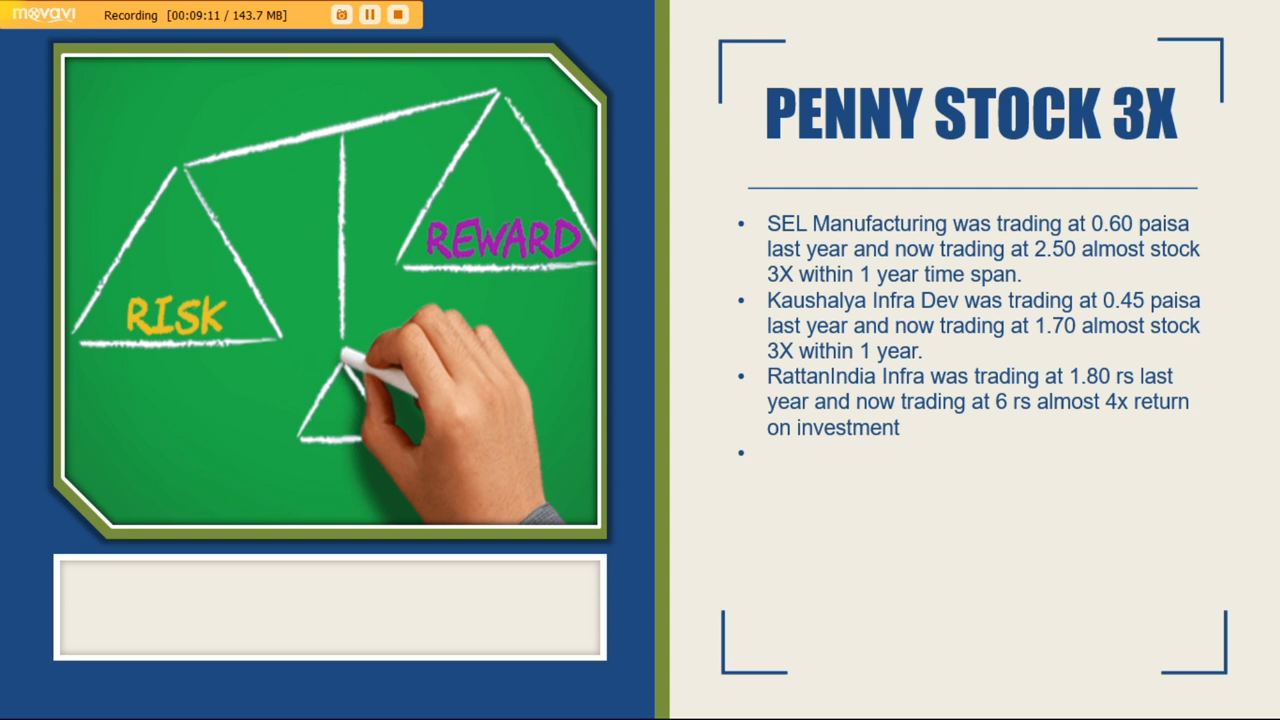 movavi Recording [00:09:11 / 143.7 MB]
RISK
REWARD
PENNY STOCK 3X
• SEL Manufacturing was trading at 0.60 paisa
last year and now trading at 2.50 almost stock
3X within 1 year time span.
• Kaushalya Infra Dev was trading at 0.45 paisa
last year and now trading at 1.70 almost stock
3X within 1 year.
• RattanIndia Infra was trading at 1.80 rs last
year and now trading at 6 rs almost 4x return
on investment
•